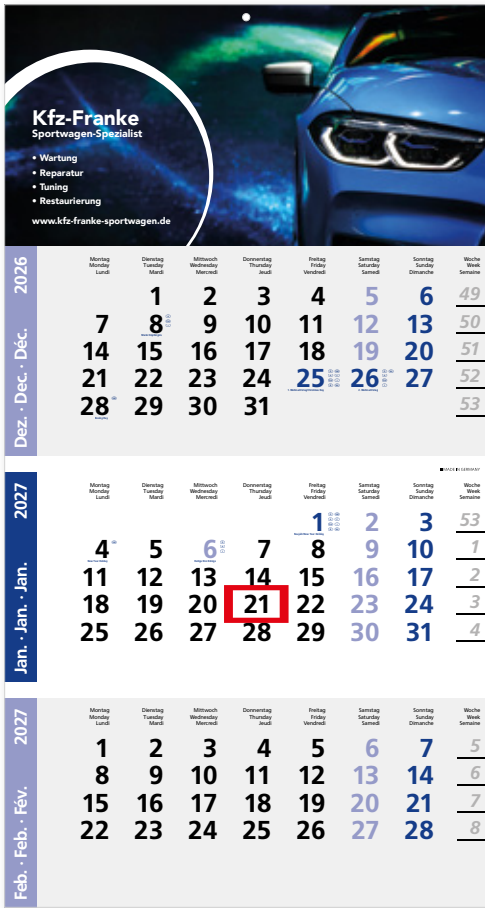 Kfz-Franke
Sportwagen-Spezialist
• Wartung
• Reparatur
• Tuning
• Restaurierung
www.kfz-franke-sportwagen.de
Dez. · Dec. · Déc. 2026
Montag Dienstag Mittwoch Donnerstag Freitag Samstag Sonntag Woche
Monday Tuesday Wednesday Thursday Friday Saturday Sunday Week
Lundi Mardi Mercredi Jeudi Vendredi Samedi Dimanche Semaine
1 2 3 4 5 6 49
7 8 9 10 11 12 13 50
14 15 16 17 18 19 20 51
21 22 23 24 25 26 27 52
28 29 30 31 53
MADE IN GERMANY
Jan. · Jan. · Jan. 2027
Montag Dienstag Mittwoch Donnerstag Freitag Samstag Sonntag Woche
Monday Tuesday Wednesday Thursday Friday Saturday Sunday Week
Lundi Mardi Mercredi Jeudi Vendredi Samedi Dimanche Semaine
1 2 3 53
4 5 6 7 8 9 10 1
11 12 13 14 15 16 17 2
18 19 20 21 22 23 24 3
25 26 27 28 29 30 31 4
Feb. · Feb. · Fév. 2027
Montag Dienstag Mittwoch Donnerstag Freitag Samstag Sonntag Woche
Monday Tuesday Wednesday Thursday Friday Saturday Sunday Week
Lundi Mardi Mercredi Jeudi Vendredi Samedi Dimanche Semaine
1 2 3 4 5 6 7 5
8 9 10 11 12 13 14 6
15 16 17 18 19 20 21 7
22 23 24 25 26 27 28 8